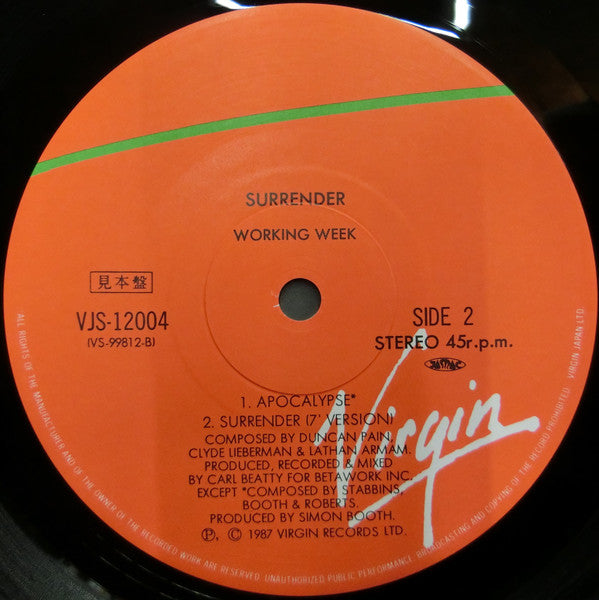 SURRENDER
WORKING WEEK
見本盤
VJS-12004
(VS-99812-B)
SIDE 2
STEREO 45r.p.m.
JASRAC
1. APOCALYPSE*
2. SURRENDER (7' VERSION)
COMPOSED BY DUNCAN PAIN,
CLYDE LIEBERMAN & LATHAN ARMAM.
PRODUCED, RECORDED & MIXED
BY CARL BEATTY FOR BETAWORK INC.
EXCEPT *COMPOSED BY STABBINS,
BOOTH & ROBERTS.
PRODUCED BY SIMON BOOTH.
Ⓟ, © 1987 VIRGIN RECORDS LTD.
Virgin
ALL RIGHTS OF THE MANUFACTURER AND OF THE OWNER OF THE RECORDED WORK ARE RESERVED. UNAUTHORIZED PUBLIC PERFORMANCE, BROADCASTING AND COPYING OF THIS RECORD PROHIBITED. VIRGIN JAPAN LTD.